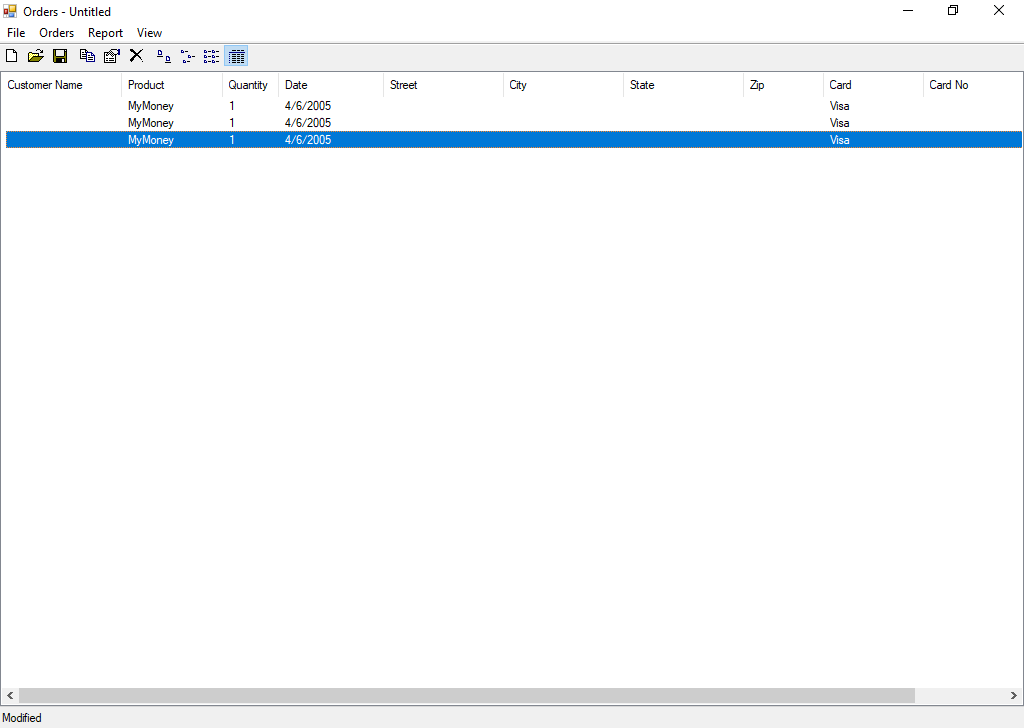 Orders - Untitled
File Orders Report View
Customer Name Product Quantity Date Street City State Zip Card Card No
MyMoney 1 4/6/2005 Visa
MyMoney 1 4/6/2005 Visa
MyMoney 1 4/6/2005 Visa
Modified